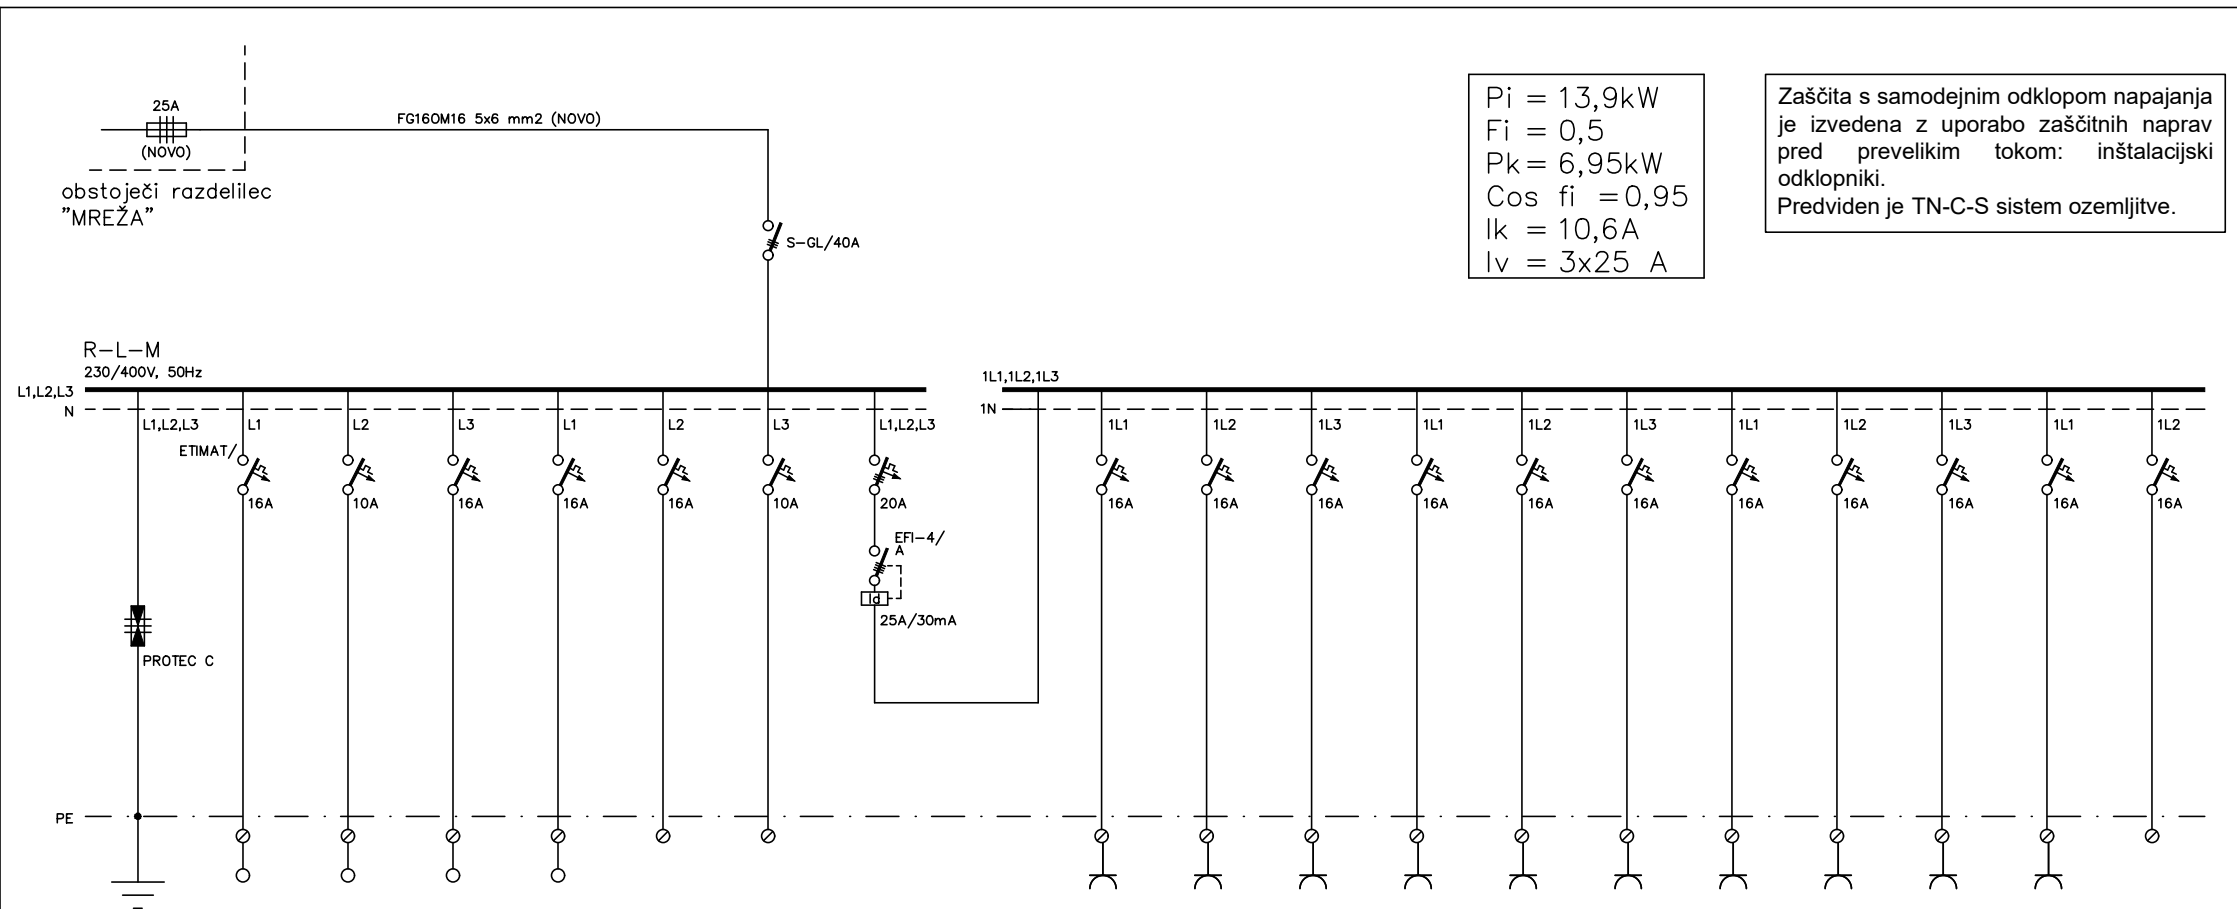 25A
(NOVO)
FG16OM16 5x6 mm2 (NOVO)
obstoječi razdelilec
"MREŽA"
S-GL/40A
Pi = 13,9kW
Fi = 0,5
Pk= 6,95kW
Cos fi =0,95
Ik = 10,6A
Iv = 3x25 A
Zaščita s samodejnim odklopom napajanja
je izvedena z uporabo zaščitnih naprav
pred prevelikim tokom: inštalacijski
odklopniki.
Predviden je TN-C-S sistem ozemljitve.
R-L-M
230/400V, 50Hz
L1,L2,L3
N
1L1,1L2,1L3
1N
L1,L2,L3 L1 L2 L3 L1 L2 L3 L1,L2,L3
1L1 1L2 1L3 1L1 1L2 1L3 1L1 1L2 1L3 1L1 1L2
ETIMAT/
16A 10A 16A 16A 16A 10A 20A
16A 16A 16A 16A 16A 16A 16A 16A 16A 16A 16A
EFI-4/
A
Id
25A/30mA
PROTEC C
PE